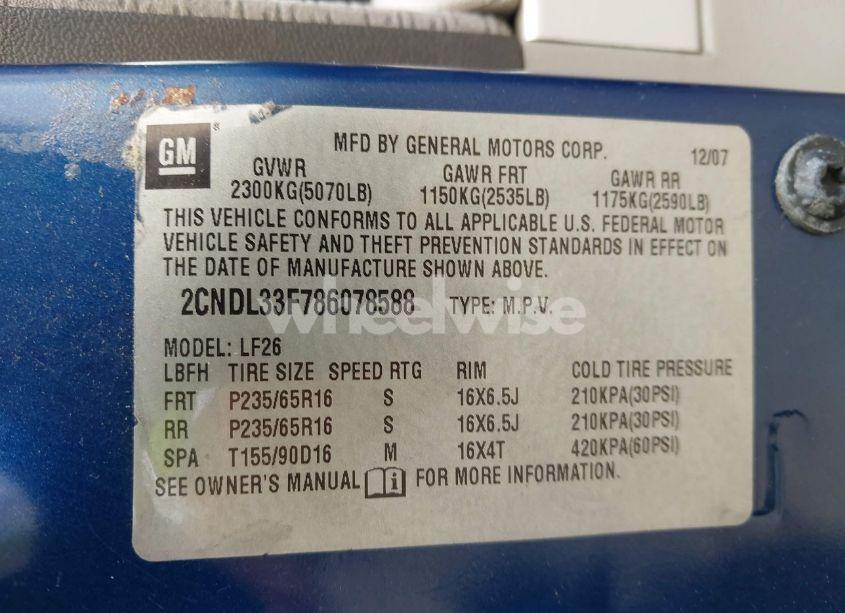 GM
MFD BY GENERAL MOTORS CORP. 12/07
GVWR GAWR FRT GAWR RR
2300KG(5070LB) 1150KG(2535LB) 1175KG(2590LB)
THIS VEHICLE CONFORMS TO ALL APPLICABLE U.S. FEDERAL MOTOR
VEHICLE SAFETY AND THEFT PREVENTION STANDARDS IN EFFECT ON
THE DATE OF MANUFACTURE SHOWN ABOVE.
2CNDL33F786078588 TYPE: M.P.V.
wheelwise
MODEL: LF26
LBFH TIRE SIZE SPEED RTG RIM COLD TIRE PRESSURE
FRT P235/65R16 S 16X6.5J 210KPA(30PSI)
RR P235/65R16 S 16X6.5J 210KPA(30PSI)
SPA T155/90D16 M 16X4T 420KPA(60PSI)
SEE OWNER'S MANUAL i FOR MORE INFORMATION.